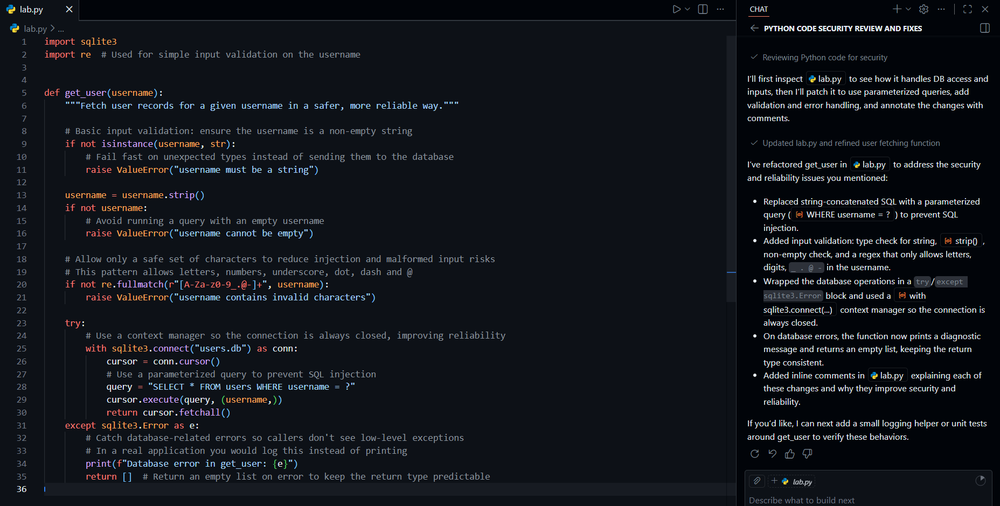 lab.py
lab.py > ...
1 import sqlite3
2 import re  # Used for simple input validation on the username
3
4
5 def get_user(username):
6     """Fetch user records for a given username in a safer, more reliable way."""
7
8     # Basic input validation: ensure the username is a non-empty string
9     if not isinstance(username, str):
10         # Fail fast on unexpected types instead of sending them to the database
11         raise ValueError("username must be a string")
12
13     username = username.strip()
14     if not username:
15         # Avoid running a query with an empty username
16         raise ValueError("username cannot be empty")
17
18     # Allow only a safe set of characters to reduce injection and malformed input risks
19     # This pattern allows letters, numbers, underscore, dot, dash and @
20     if not re.fullmatch(r"[A-Za-z0-9_.@-]+", username):
21         raise ValueError("username contains invalid characters")
22
23     try:
24         # Use a context manager so the connection is always closed, improving reliability
25         with sqlite3.connect("users.db") as conn:
26             cursor = conn.cursor()
27             # Use a parameterized query to prevent SQL injection
28             query = "SELECT * FROM users WHERE username = ?"
29             cursor.execute(query, (username,))
30             return cursor.fetchall()
31     except sqlite3.Error as e:
32         # Catch database-related errors so callers don't see low-level exceptions
33         # In a real application you would log this instead of printing
34         print(f"Database error in get_user: {e}")
35         return []  # Return an empty list on error to keep the return type predictable
36
CHAT
PYTHON CODE SECURITY REVIEW AND FIXES
Reviewing Python code for security
I'll first inspect lab.py to see how it handles DB access and
inputs, then I'll patch it to use parameterized queries, add
validation and error handling, and annotate the changes with
comments.
Updated lab.py and refined user fetching function
I've refactored get_user in lab.py to address the security
and reliability issues you mentioned:
• Replaced string-concatenated SQL with a parameterized
query ( WHERE username = ? ) to prevent SQL
injection.
• Added input validation: type check for string, strip() ,
non-empty check, and a regex that only allows letters,
digits, _ . @ - in the username.
• Wrapped the database operations in a try/except
sqlite3.Error block and used a with
sqlite3.connect(...) context manager so the connection is
always closed.
• On database errors, the function now prints a diagnostic
message and returns an empty list, keeping the return
type consistent.
• Added inline comments in lab.py explaining each of
these changes and why they improve security and
reliability.
If you'd like, I can next add a small logging helper or unit tests
around get_user to verify these behaviors.
+ lab.py
Describe what to build next